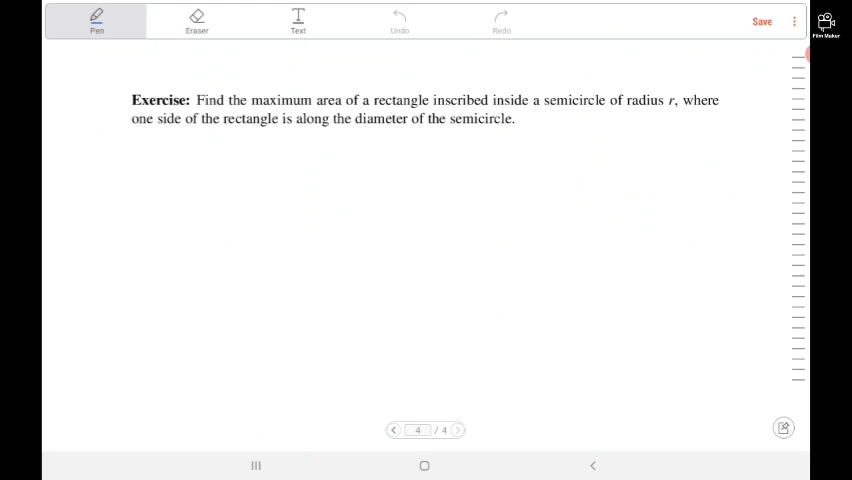 Pen
Eraser
Text
Undo
Redo
Save
Film Maker
Exercise: Find the maximum area of a rectangle inscribed inside a semicircle of radius r, where
one side of the rectangle is along the diameter of the semicircle.
4 / 4